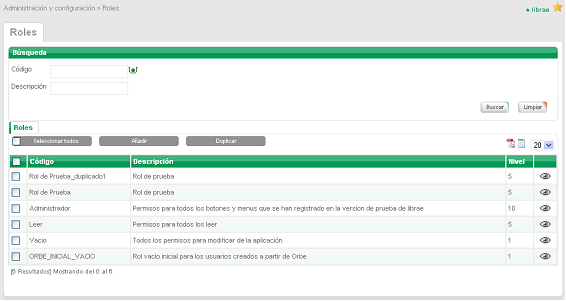 Administración y configuración > Roles
librae
Roles
Búsqueda
Código
Descripción
Buscar Limpiar
Roles
Seleccionar todos Añadir Duplicar 20
Código Descripción Nivel
Rol de Prueba_duplicado1 Rol de prueba 5
Rol de Prueba Rol de prueba 5
Administrador Permisos para todos los botones y menus que se han registrado en la version de prueba de librae 10
Leer Permisos para todos los leer 5
Vacio Todos los permisos para modificar de la aplicación 1
ORBE_INICIAL_VACIO Rol vacio inicial para los usuarios creados a partir de Orbe 1
[6 Resultados] Mostrando del 0 al 6